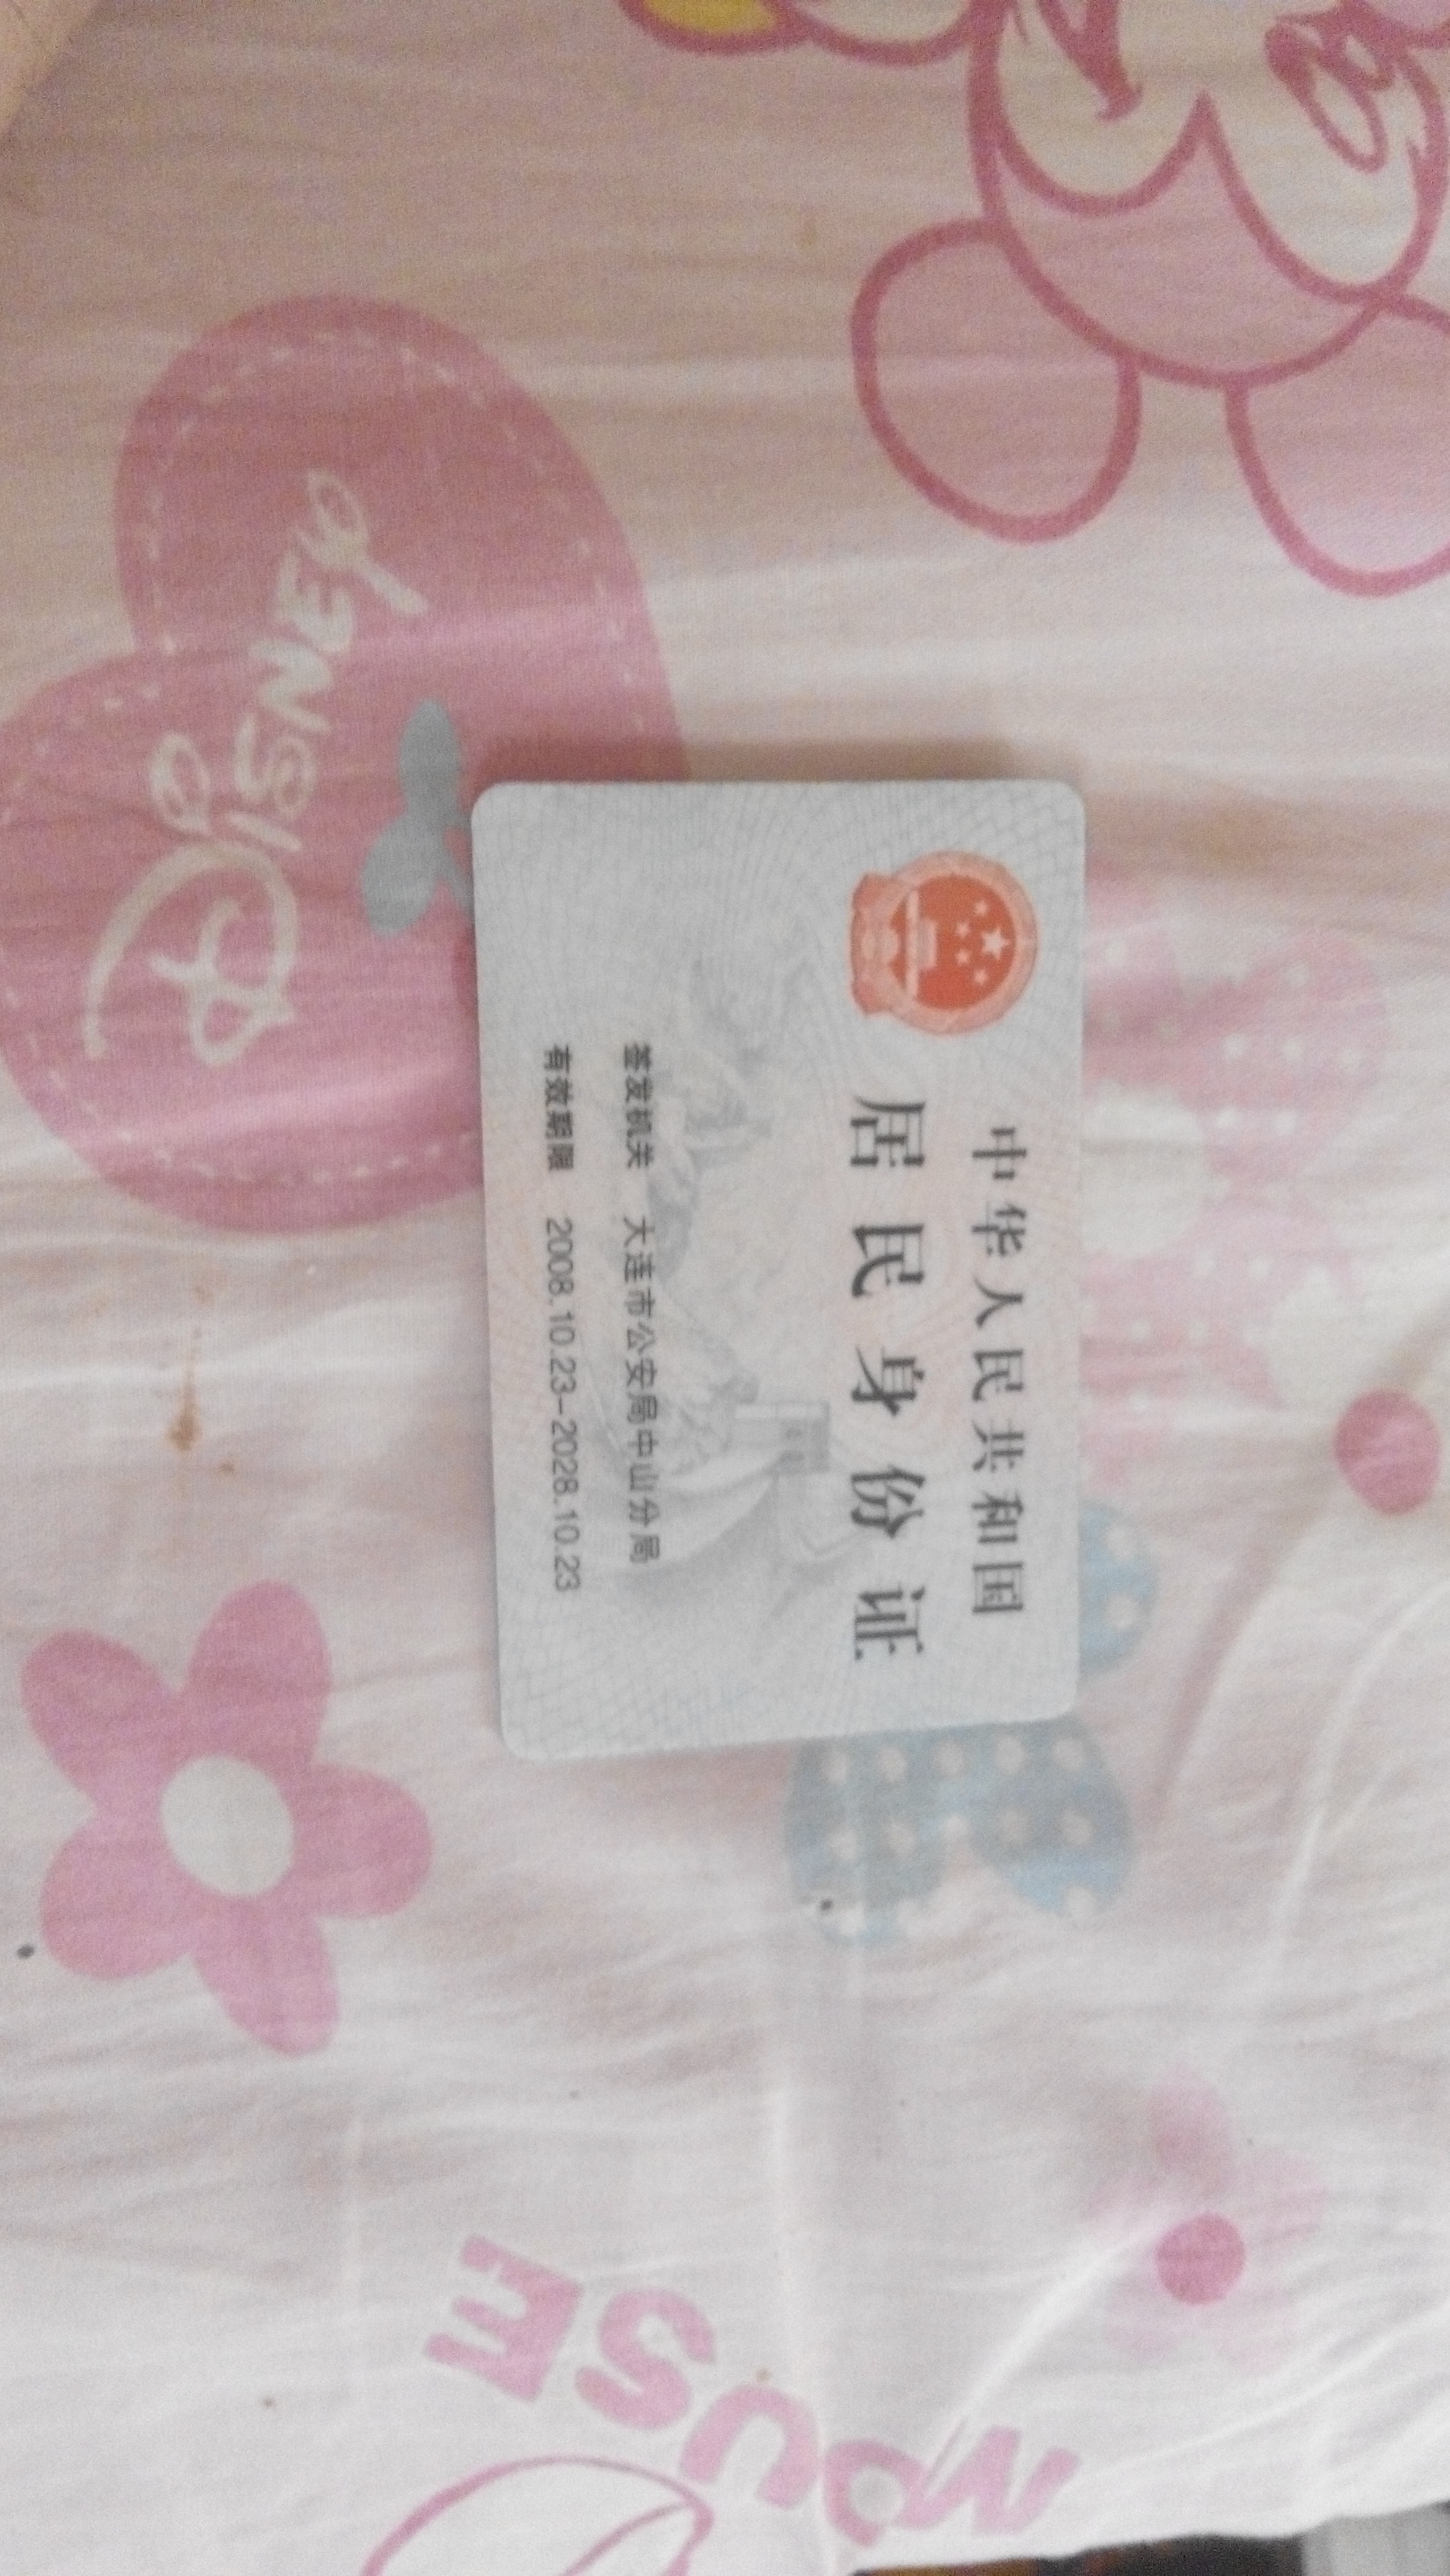 中华人民共和国
居民身份证
签发机关 大连市公安局中山分局
有效期限 2008.10.23-2028.10.23
Disney
MOUSE